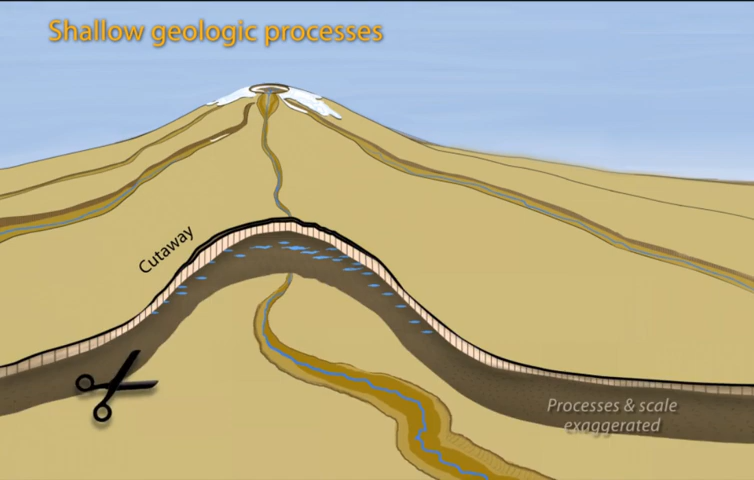 Shallow geologic processes
Cutaway
Processes & scale
exaggerated